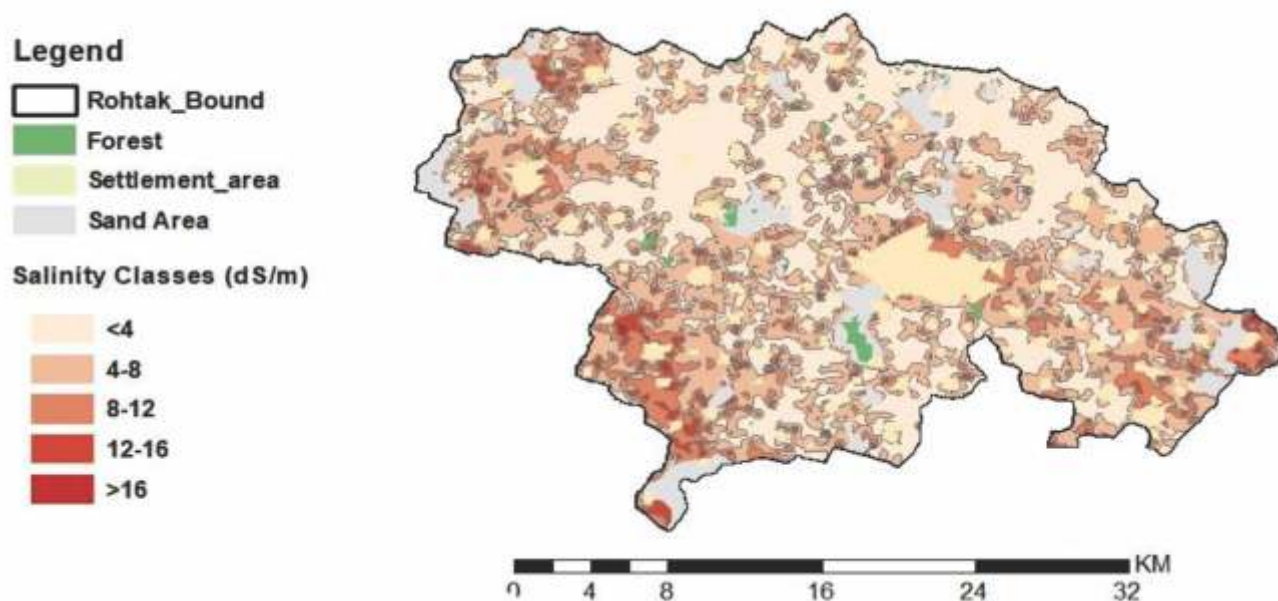 Legend
Rohtak_Bound
Forest
Settlement_area
Sand Area
Salinity Classes (dS/m)
<4
4-8
8-12
12-16
>16
KM
0 4 8 16 24 32